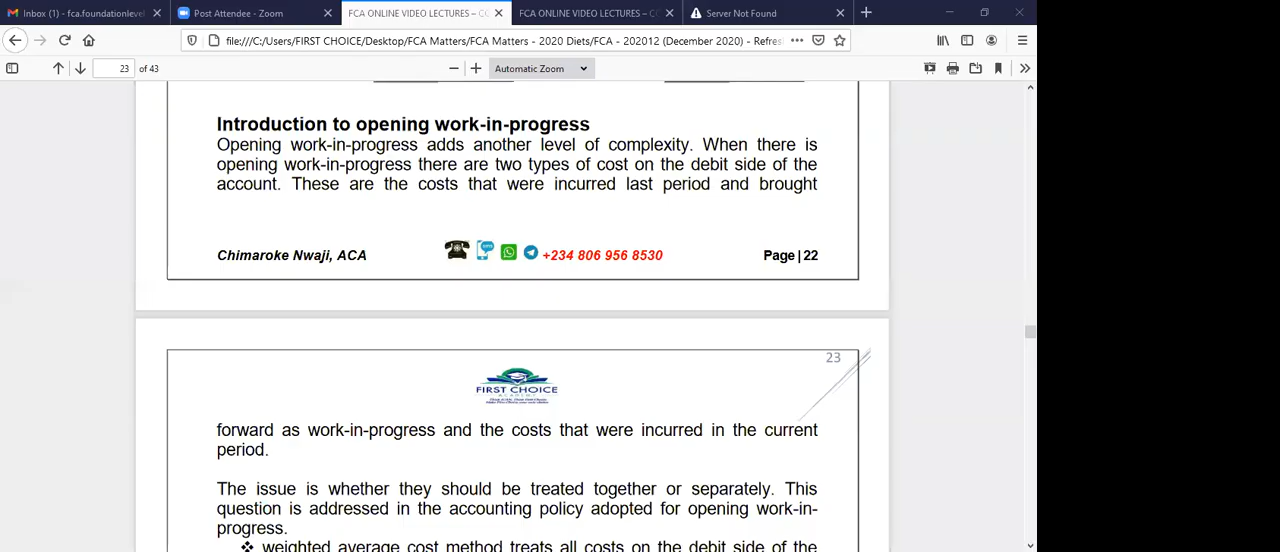 Inbox (1) - fca.foundationlevel
Post Attendee - Zoom
FCA ONLINE VIDEO LECTURES – CO
FCA ONLINE VIDEO LECTURES – CO
Server Not Found
file:///C:/Users/FIRST CHOICE/Desktop/FCA Matters/FCA Matters - 2020 Diets/FCA - 202012 (December 2020) - Refres
23 of 43
Automatic Zoom
Introduction to opening work-in-progress
Opening work-in-progress adds another level of complexity. When there is
opening work-in-progress there are two types of cost on the debit side of the
account. These are the costs that were incurred last period and brought
Chimaroke Nwaji, ACA
+234 806 956 8530
Page | 22
23
FIRST CHOICE
forward as work-in-progress and the costs that were incurred in the current
period.
The issue is whether they should be treated together or separately. This
question is addressed in the accounting policy adopted for opening work-in-
progress.
❖ weighted average cost method treats all costs on the debit side of the